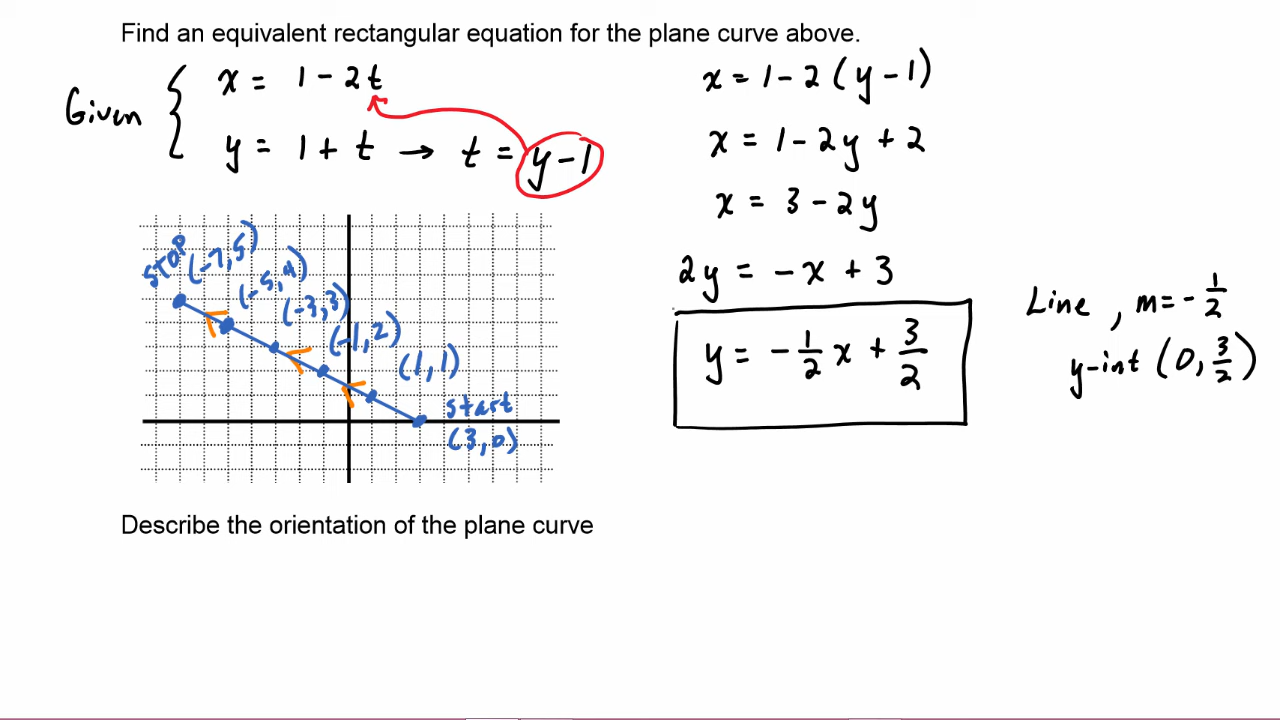 Find an equivalent rectangular equation for the plane curve above.
Given
x = 1 - 2t
y = 1 + t → t = y - 1
x = 1 - 2(y - 1)
x = 1 - 2y + 2
x = 3 - 2y
2y = -x + 3
y = -1/2 x + 3/2
Line, m = -1/2
y-int (0, 3/2)
stop
(-7, 5)
(-5, 4)
(-3, 3)
(-1, 2)
(1, 1)
start
(3, 0)
Describe the orientation of the plane curve